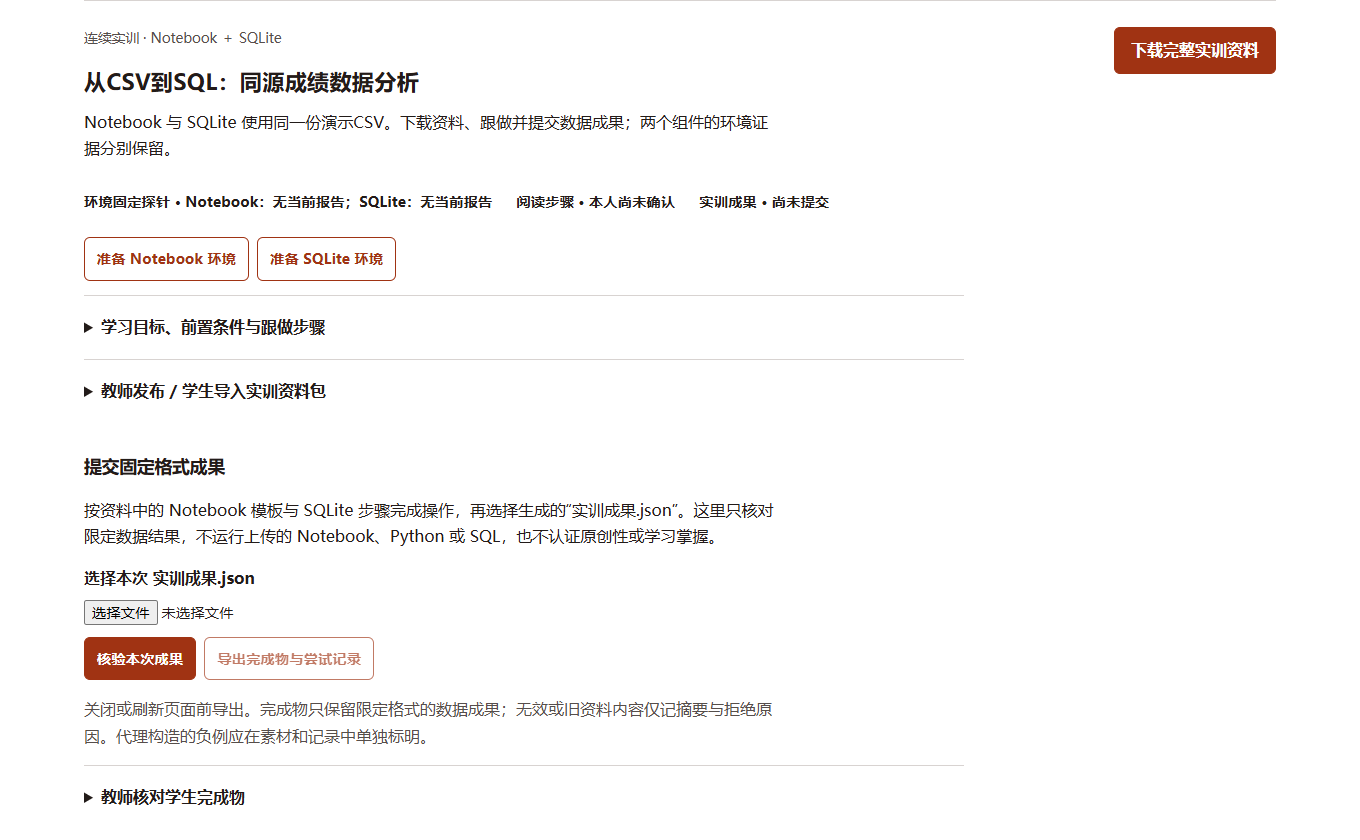 连续实训 · Notebook + SQLite
下载完整实训资料
从CSV到SQL：同源成绩数据分析
Notebook 与 SQLite 使用同一份演示CSV。下载资料、跟做并提交数据成果；两个组件的环境证
据分别保留。
环境固定探针 • Notebook：无当前报告；SQLite：无当前报告 阅读步骤 • 本人尚未确认 实训成果 • 尚未提交
准备 Notebook 环境 准备 SQLite 环境
学习目标、前置条件与跟做步骤
教师发布 / 学生导入实训资料包
提交固定格式成果
按资料中的 Notebook 模板与 SQLite 步骤完成操作，再选择生成的“实训成果.json”。这里只核对
限定数据结果，不运行上传的 Notebook、Python 或 SQL，也不认证原创性或学习掌握。
选择本次 实训成果.json
选择文件 未选择文件
核验本次成果 导出完成物与尝试记录
关闭或刷新页面前导出。完成物只保留限定格式的数据成果；无效或旧资料内容仅记摘要与拒绝原
因。代理构造的负例应在素材和记录中单独标明。
教师核对学生完成物